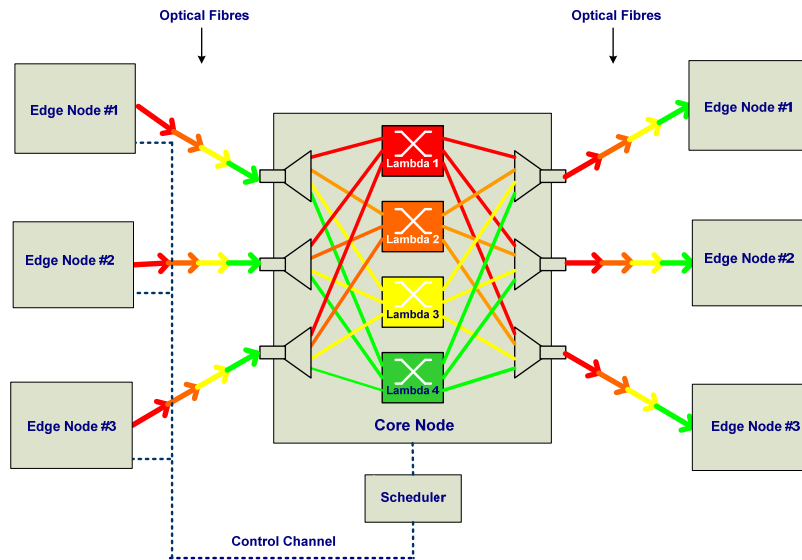 Optical Fibres
Optical Fibres
Edge Node #1
Edge Node #1
Lambda 1
Lambda 2
Edge Node #2
Edge Node #2
Lambda 3
Lambda 4
Edge Node #3
Core Node
Edge Node #3
Scheduler
Control Channel